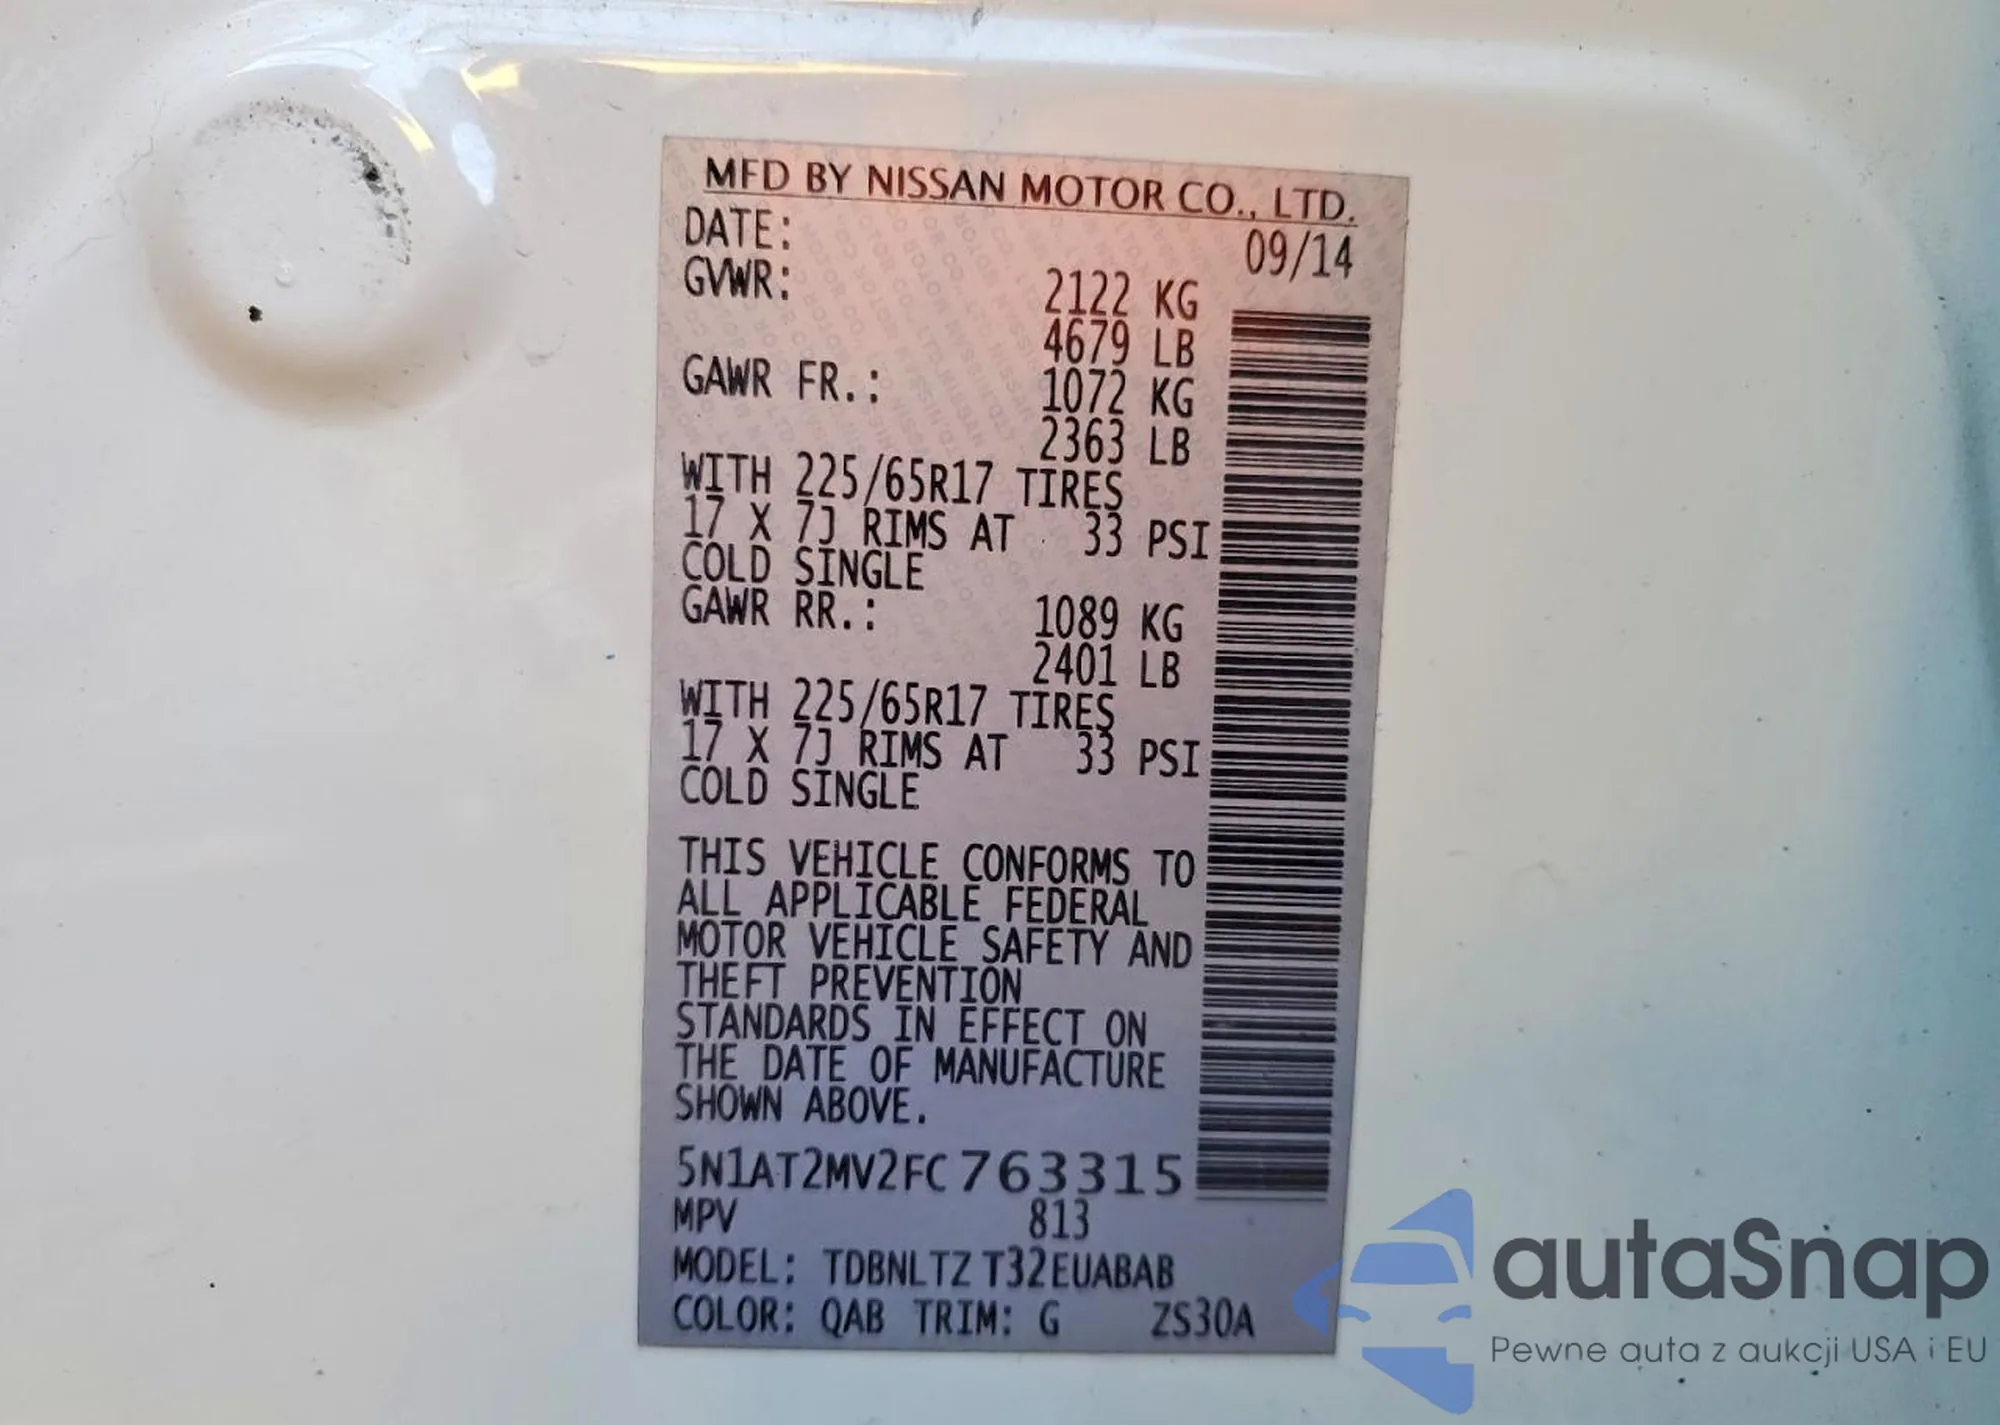 MFD BY NISSAN MOTOR CO., LTD.
DATE: 09/14
GVWR: 2122 KG
4679 LB
GAWR FR.: 1072 KG
2363 LB
WITH 225/65R17 TIRES
17 X 7J RIMS AT 33 PSI
COLD SINGLE
GAWR RR.: 1089 KG
2401 LB
WITH 225/65R17 TIRES
17 X 7J RIMS AT 33 PSI
COLD SINGLE
THIS VEHICLE CONFORMS TO
ALL APPLICABLE FEDERAL
MOTOR VEHICLE SAFETY AND
THEFT PREVENTION
STANDARDS IN EFFECT ON
THE DATE OF MANUFACTURE
SHOWN ABOVE.
5N1AT2MV2FC763315
MPV 813
MODEL: TDBNLTZ T32EUABAB
COLOR: QAB TRIM: G ZS30A
autaSnap
Pewne auta z aukcji USA i EU